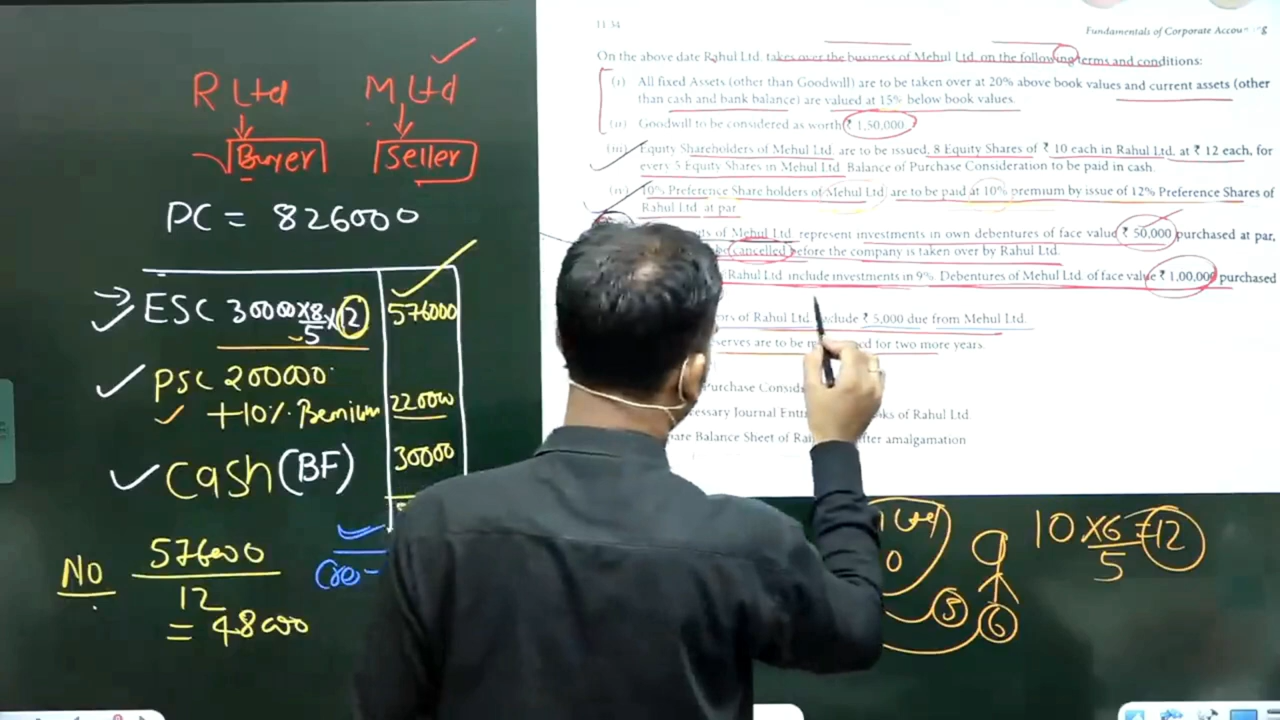 R Ltd
M Ltd
Buyer
Seller
PC = 826000
ESC 30000 × 8/5 × 12 576000
PSC 200000
+10% Premium 220000
Cash (BF) 30000
No 576000
12
= 48000
10 × 6/5 = 12
5
6
11.34
Fundamentals of Corporate
On the above date Rahul Ltd. takes over the business of Mehul Ltd. on the following terms and conditions:
(i) All fixed Assets (other than Goodwill) are to be taken over at 20% above book values and current assets (other
than cash and bank balance) are valued at 15% below book values.
(ii) Goodwill to be considered as worth ₹ 1,50,000.
(iii) Equity Shareholders of Mehul Ltd. are to be issued, 8 Equity Shares of ₹ 10 each in Rahul Ltd. at ₹ 12 each, for
every 5 Equity Shares in Mehul Ltd. Balance of Purchase Consideration to be paid in cash.
(iv) 10% Preference Share holders of Mehul Ltd. are to be paid at 10% premium by issue of 12% Preference Shares of
Rahul Ltd. at par
of Mehul Ltd. represent investments in own debentures of face value ₹ 50,000 purchased at par,
cancelled before the company is taken over by Rahul Ltd.
Rahul Ltd. include investments in 9%. Debentures of Mehul Ltd. of face value ₹ 1,00,000 purchased
of Rahul Ltd. include ₹ 5,000 due from Mehul Ltd.
are to be for two more years.
Purchase
Journal of Rahul Ltd.
Balance Sheet of after amalgamation